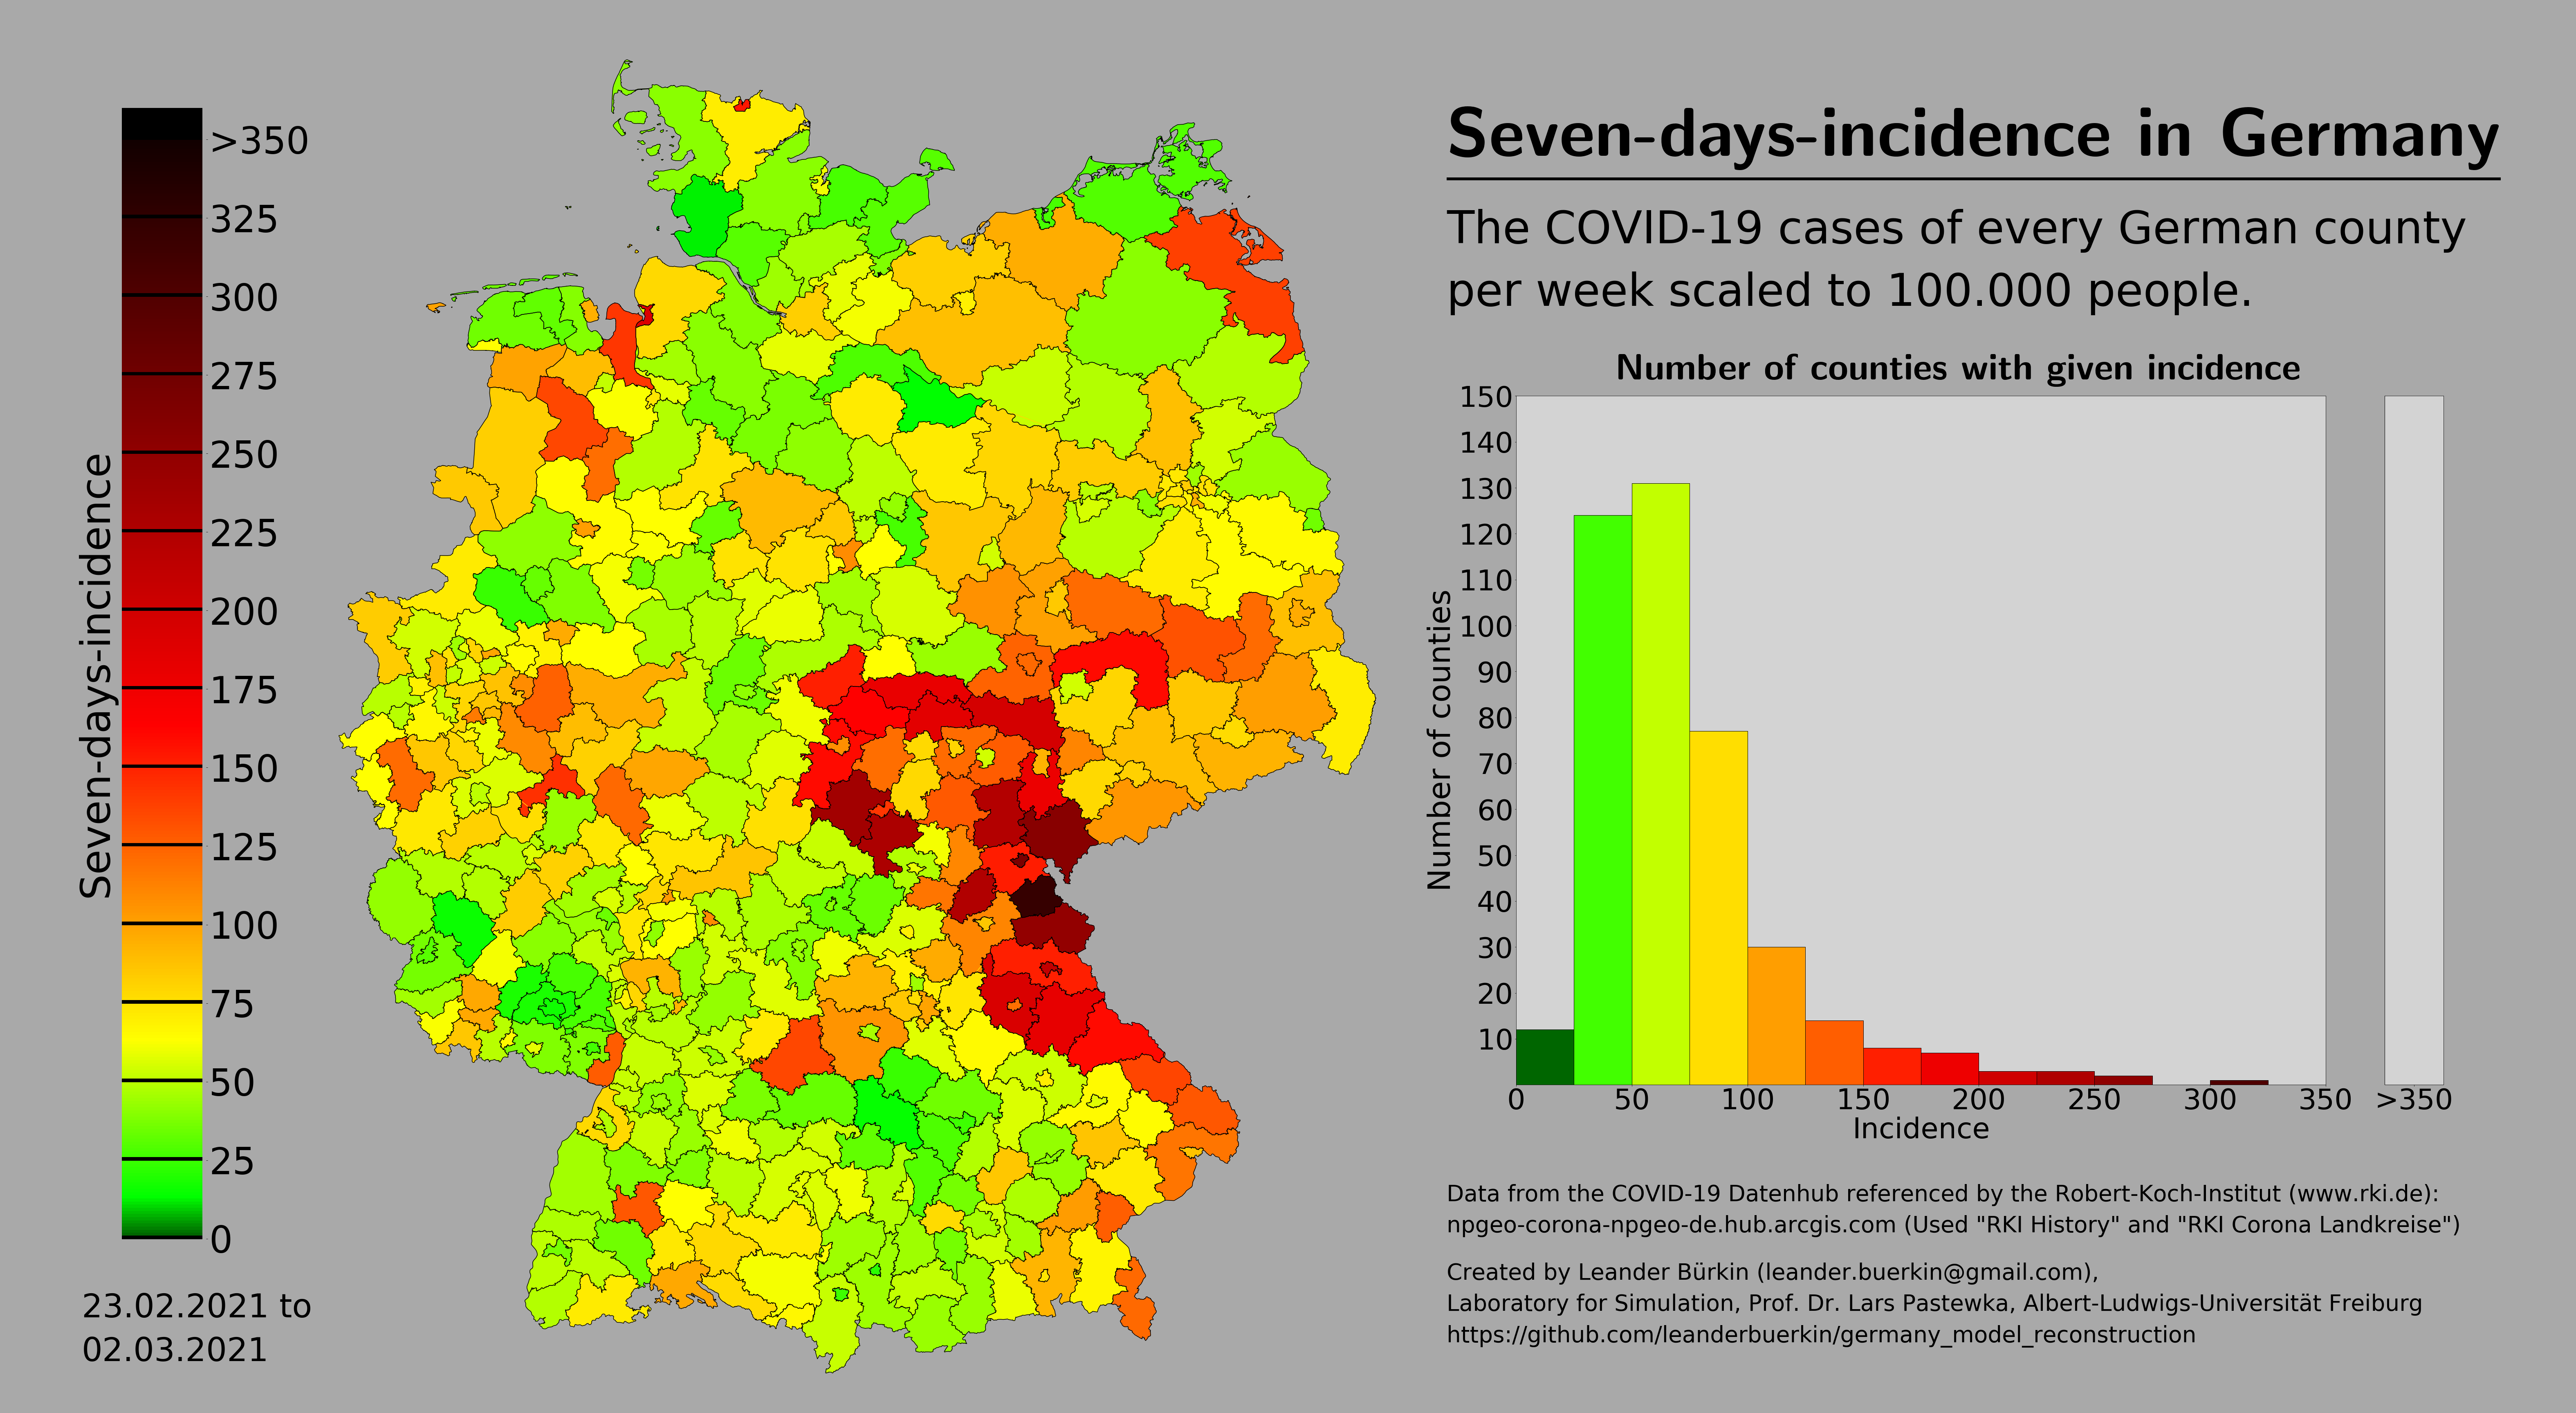 >350
325
300
275
250
225
200
175
150
125
100
75
50
25
0
Seven-days-incidence
23.02.2021 to
02.03.2021
Seven-days-incidence in Germany
The COVID-19 cases of every German county
per week scaled to 100.000 people.
Number of counties with given incidence
150
140
130
120
110
100
90
80
70
60
50
40
30
20
10
Number of counties
0 50 100 150 200 250 300 350 >350
Incidence
Data from the COVID-19 Datenhub referenced by the Robert-Koch-Institut (www.rki.de):
npgeo-corona-npgeo-de.hub.arcgis.com (Used "RKI History" and "RKI Corona Landkreise")
Created by Leander Bürkin (leander.buerkin@gmail.com),
Laboratory for Simulation, Prof. Dr. Lars Pastewka, Albert-Ludwigs-Universität Freiburg
https://github.com/leanderbuerkin/germany_model_reconstruction